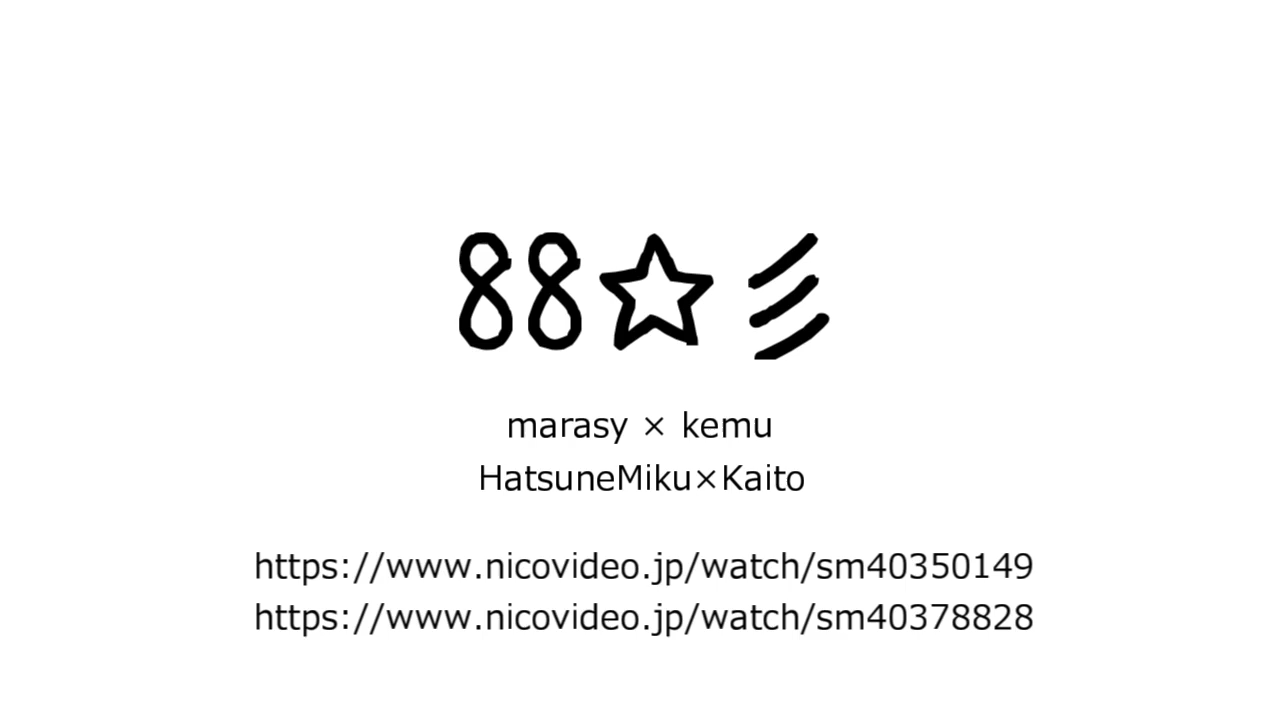 88☆彡
marasy × kemu
HatsuneMiku×Kaito
https://www.nicovideo.jp/watch/sm40350149
https://www.nicovideo.jp/watch/sm40378828